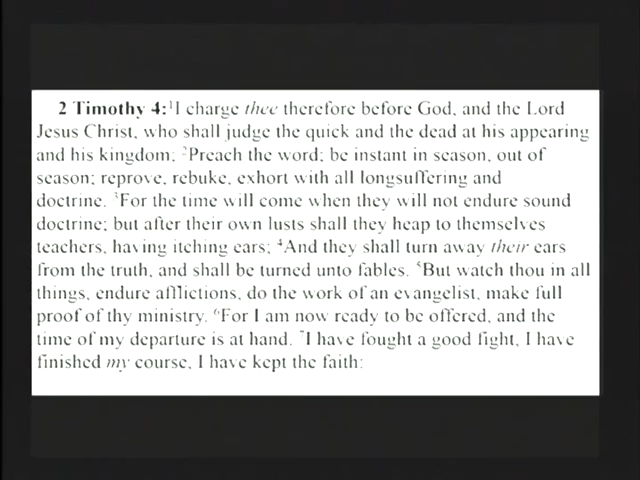 2 Timothy 4:¹I charge thee therefore before God, and the Lord
Jesus Christ, who shall judge the quick and the dead at his appearing
and his kingdom; ²Preach the word; be instant in season, out of
season; reprove, rebuke, exhort with all longsuffering and
doctrine. ³For the time will come when they will not endure sound
doctrine; but after their own lusts shall they heap to themselves
teachers, having itching ears; ⁴And they shall turn away their ears
from the truth, and shall be turned unto fables. ⁵But watch thou in all
things, endure afflictions, do the work of an evangelist, make full
proof of thy ministry. ⁶For I am now ready to be offered, and the
time of my departure is at hand. ⁷I have fought a good fight, I have
finished my course, I have kept the faith: